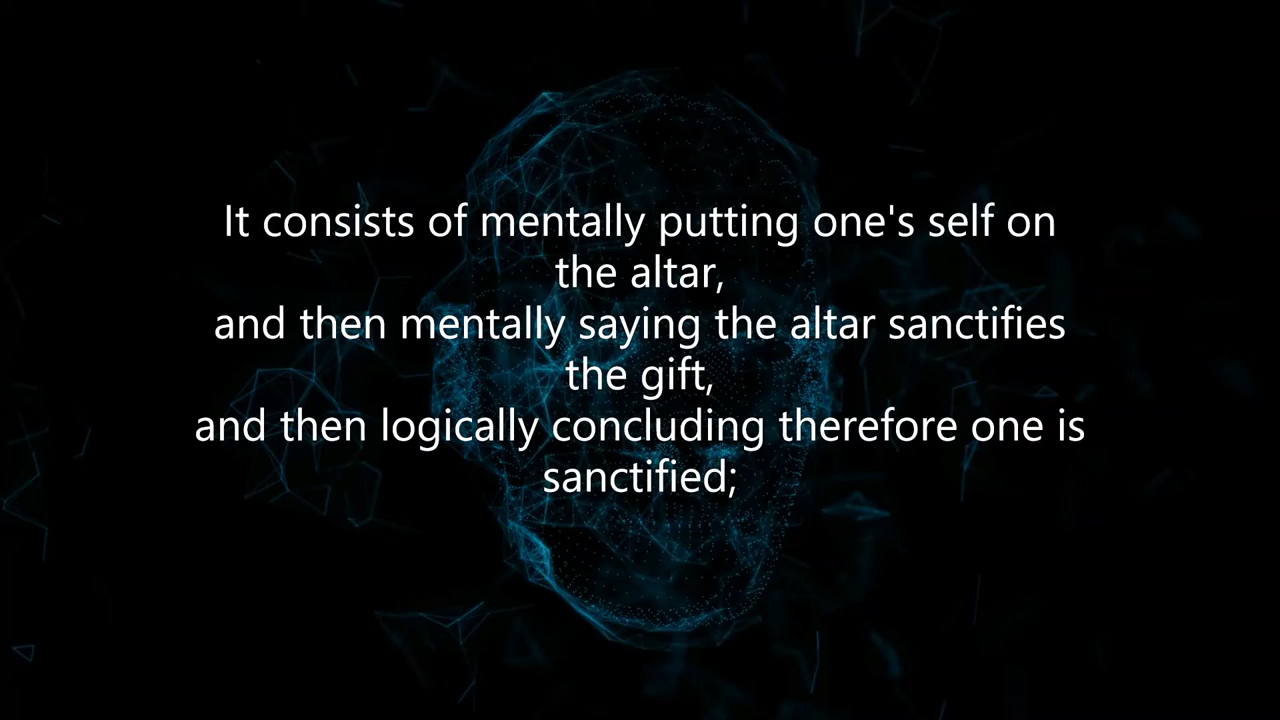 It consists of mentally putting one's self on
the altar,
and then mentally saying the altar sanctifies
the gift,
and then logically concluding therefore one is
sanctified;